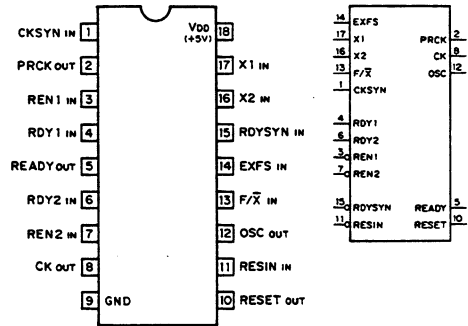 CKSYN IN 1
PRCK OUT 2
REN1 IN 3
RDY1 IN 4
READY OUT 5
RDY2 IN 6
REN2 IN 7
CK OUT 8
9 GND
VDD (+5V) 18
17 X1 IN
16 X2 IN
15 RDYSYN IN
14 EXFS IN
13 F/X̅ IN
12 OSC OUT
11 RESIN IN
10 RESET OUT
14 EXFS
17 X1
16 X2
13 F/X̅
1 CKSYN
4 RDY1
6 RDY2
3 REN1
7 REN2
15 RDYSYN
11 RESIN
PRCK 2
CK 8
OSC 12
READY 5
RESET 10